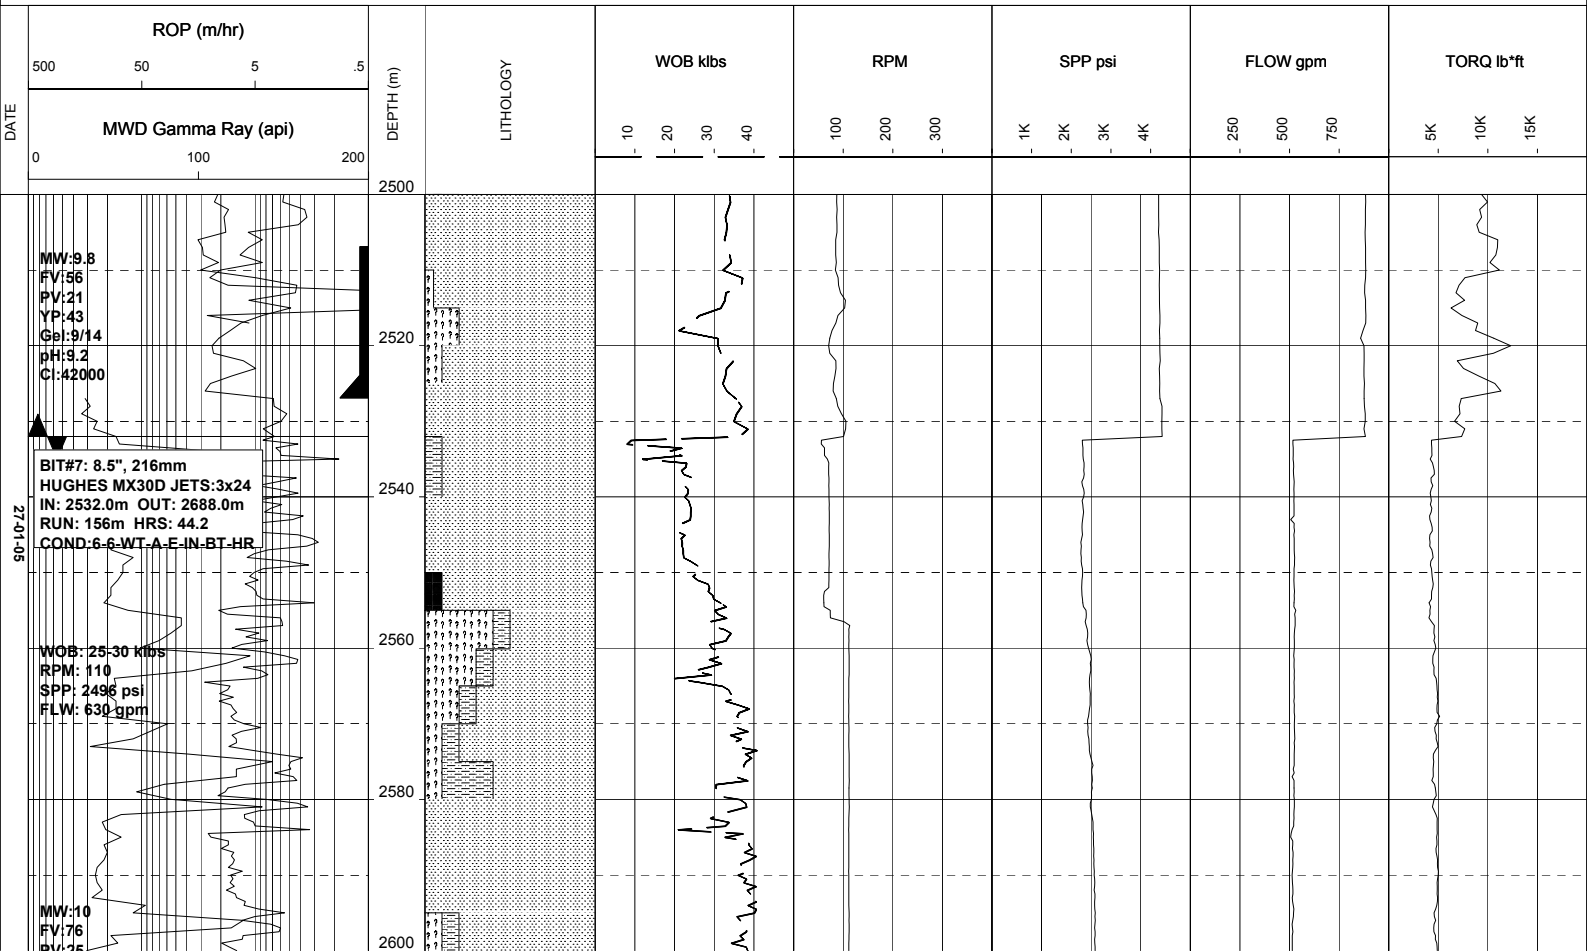 ROP (m/hr)
500 50 5 .5
MWD Gamma Ray (api)
0 100 200
DATE
DEPTH (m)
LITHOLOGY
WOB klbs
10 20 30 40
RPM
100 200 300
SPP psi
1K 2K 3K 4K
FLOW gpm
250 500 750
TORQ lb*ft
5K 10K 15K
2500
MW:9.8
FV:56
PV:21
YP:43
Gel:9/14
pH:9.2
Cl:42000
2520
BIT#7: 8.5", 216mm
HUGHES MX30D JETS:3x24
IN: 2532.0m OUT: 2688.0m
RUN: 156m HRS: 44.2
COND:6-6-WT-A-E-IN-BT-HR
27-01-05
2540
2560
WOB: 25-30 klbs
RPM: 110
SPP: 2496 psi
FLW: 630 gpm
2580
MW:10
FV:76
PV:25
2600